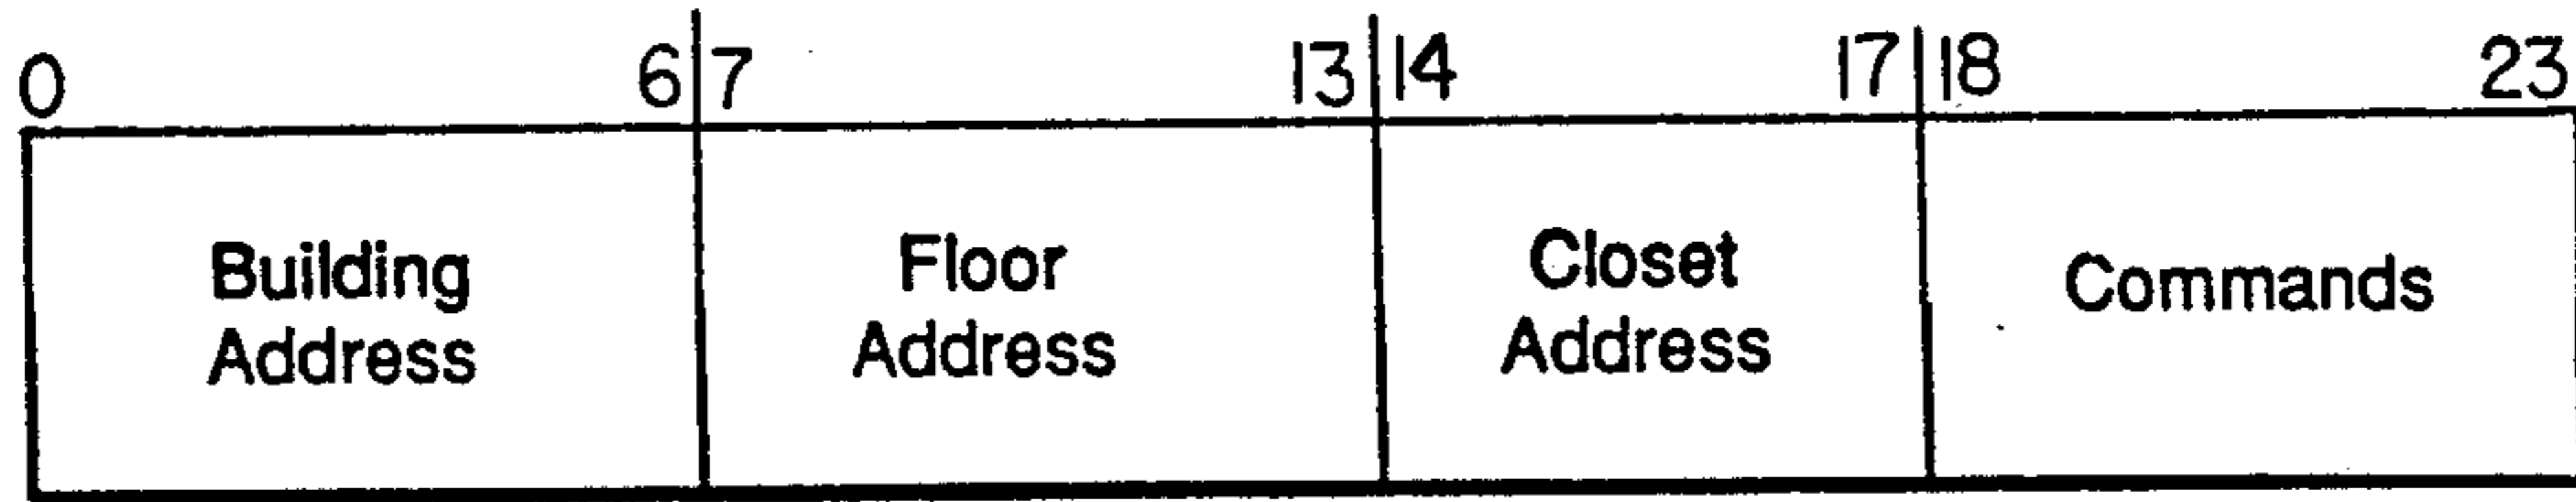 0 6 7 13 14 17 18 23
Building Floor Closet Commands
Address Address Address